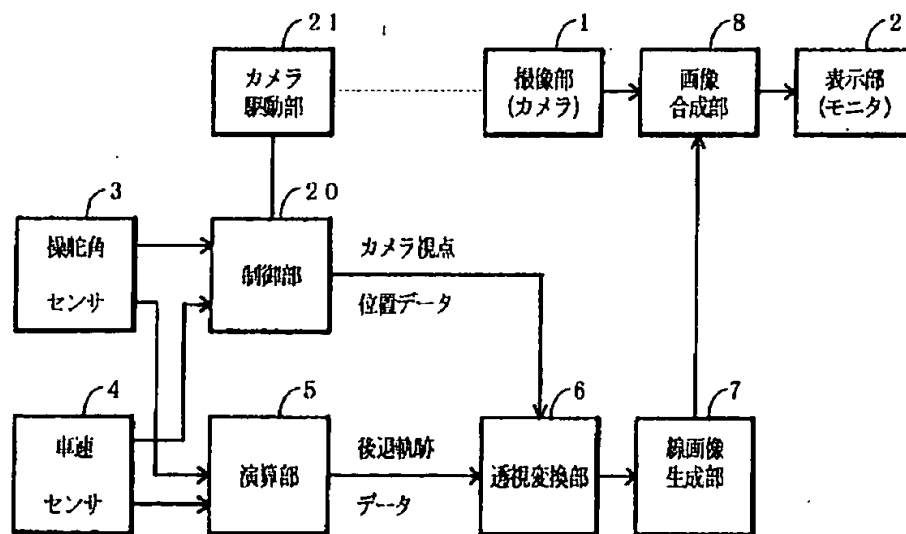 21
1
8
2
カメラ
駆動部
撮像部
(カメラ)
画像
合成部
表示部
(モニタ)
3
20
操舵角
センサ
制御部
カメラ視点
位置データ
4
5
6
7
車速
センサ
演算部
後退軌跡
データ
透視変換部
線画像
生成部